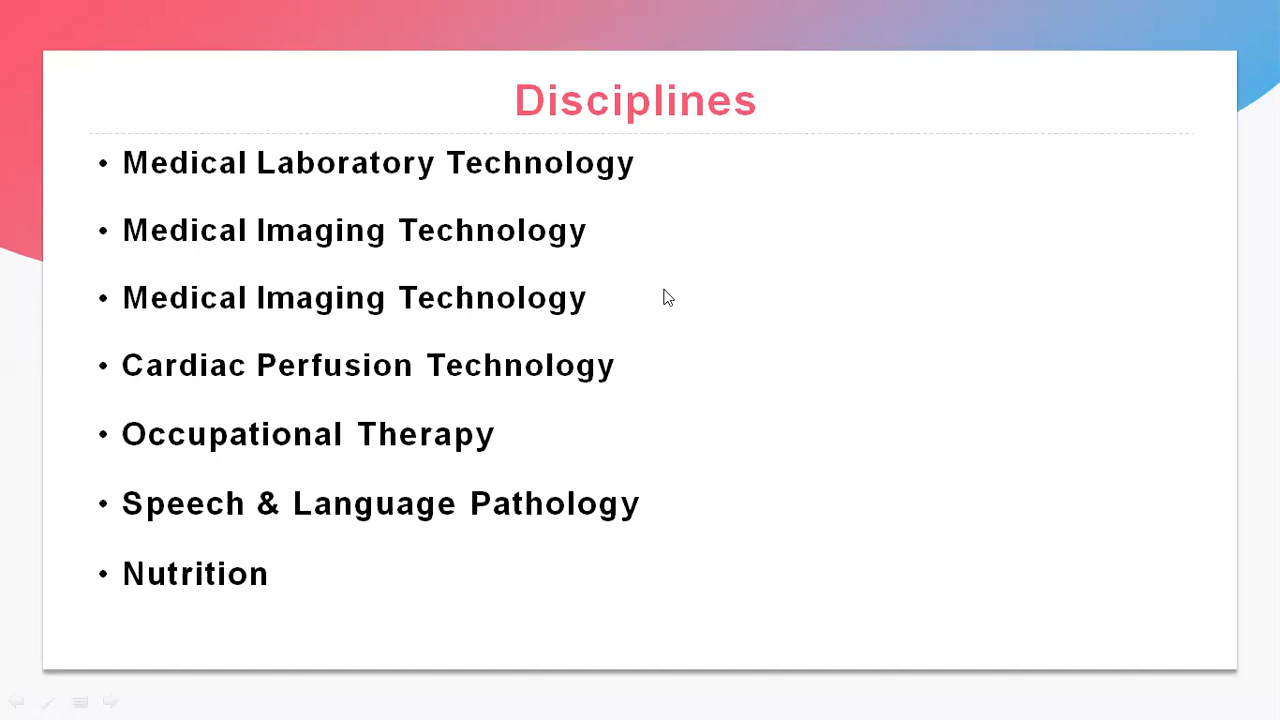 Disciplines
• Medical Laboratory Technology
• Medical Imaging Technology
• Medical Imaging Technology
• Cardiac Perfusion Technology
• Occupational Therapy
• Speech & Language Pathology
• Nutrition